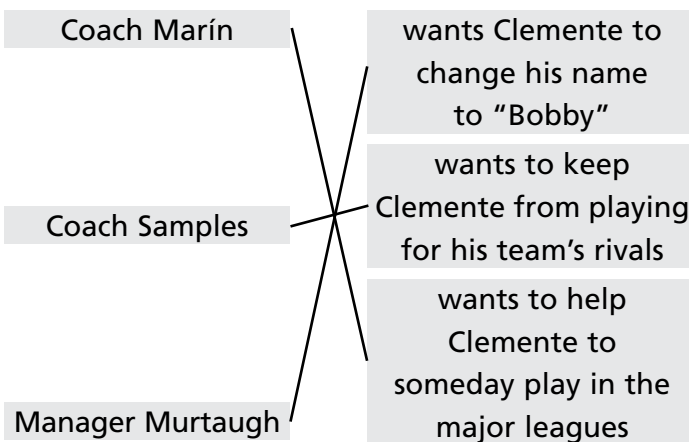 Coach Marín
Coach Samples
Manager Murtaugh
wants Clemente to
change his name
to “Bobby”
wants to keep
Clemente from playing
for his team’s rivals
wants to help
Clemente to
someday play in the
major leagues